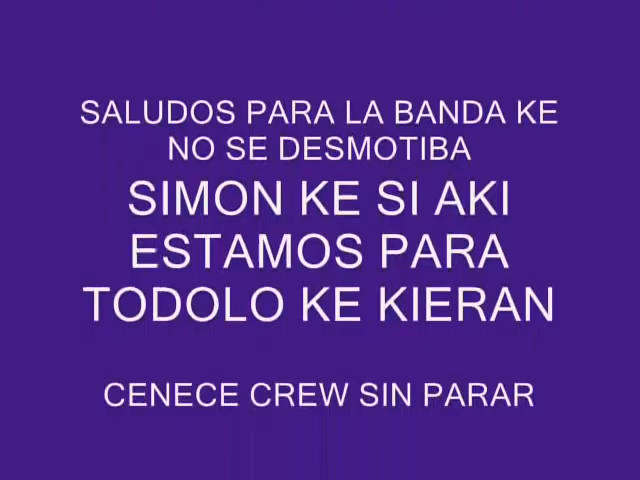 SALUDOS PARA LA BANDA KE
NO SE DESMOTIBA
SIMON KE SI AKI
ESTAMOS PARA
TODOLO KE KIERAN
CENECE CREW SIN PARAR